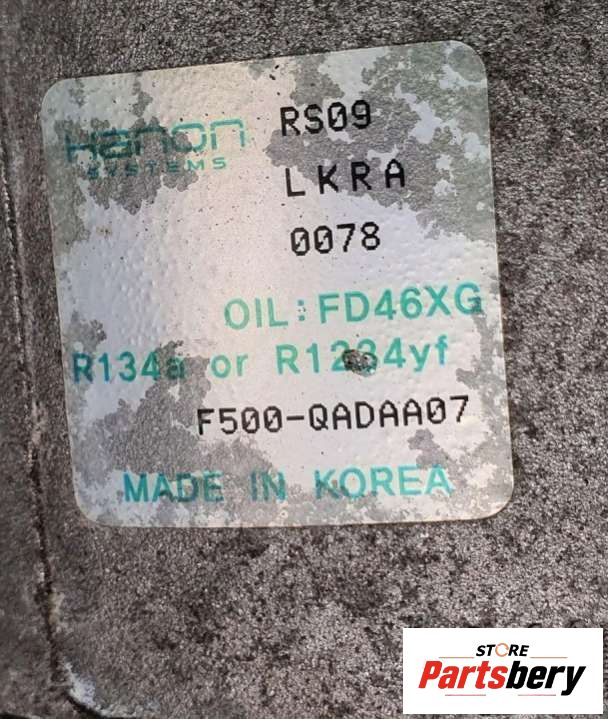 Hanon
SYSTEMS
RS09
LKRA
0078
OIL:FD46XG
R134a or R1234yf
F500-QADAA07
MADE IN KOREA
STORE
Partsbery